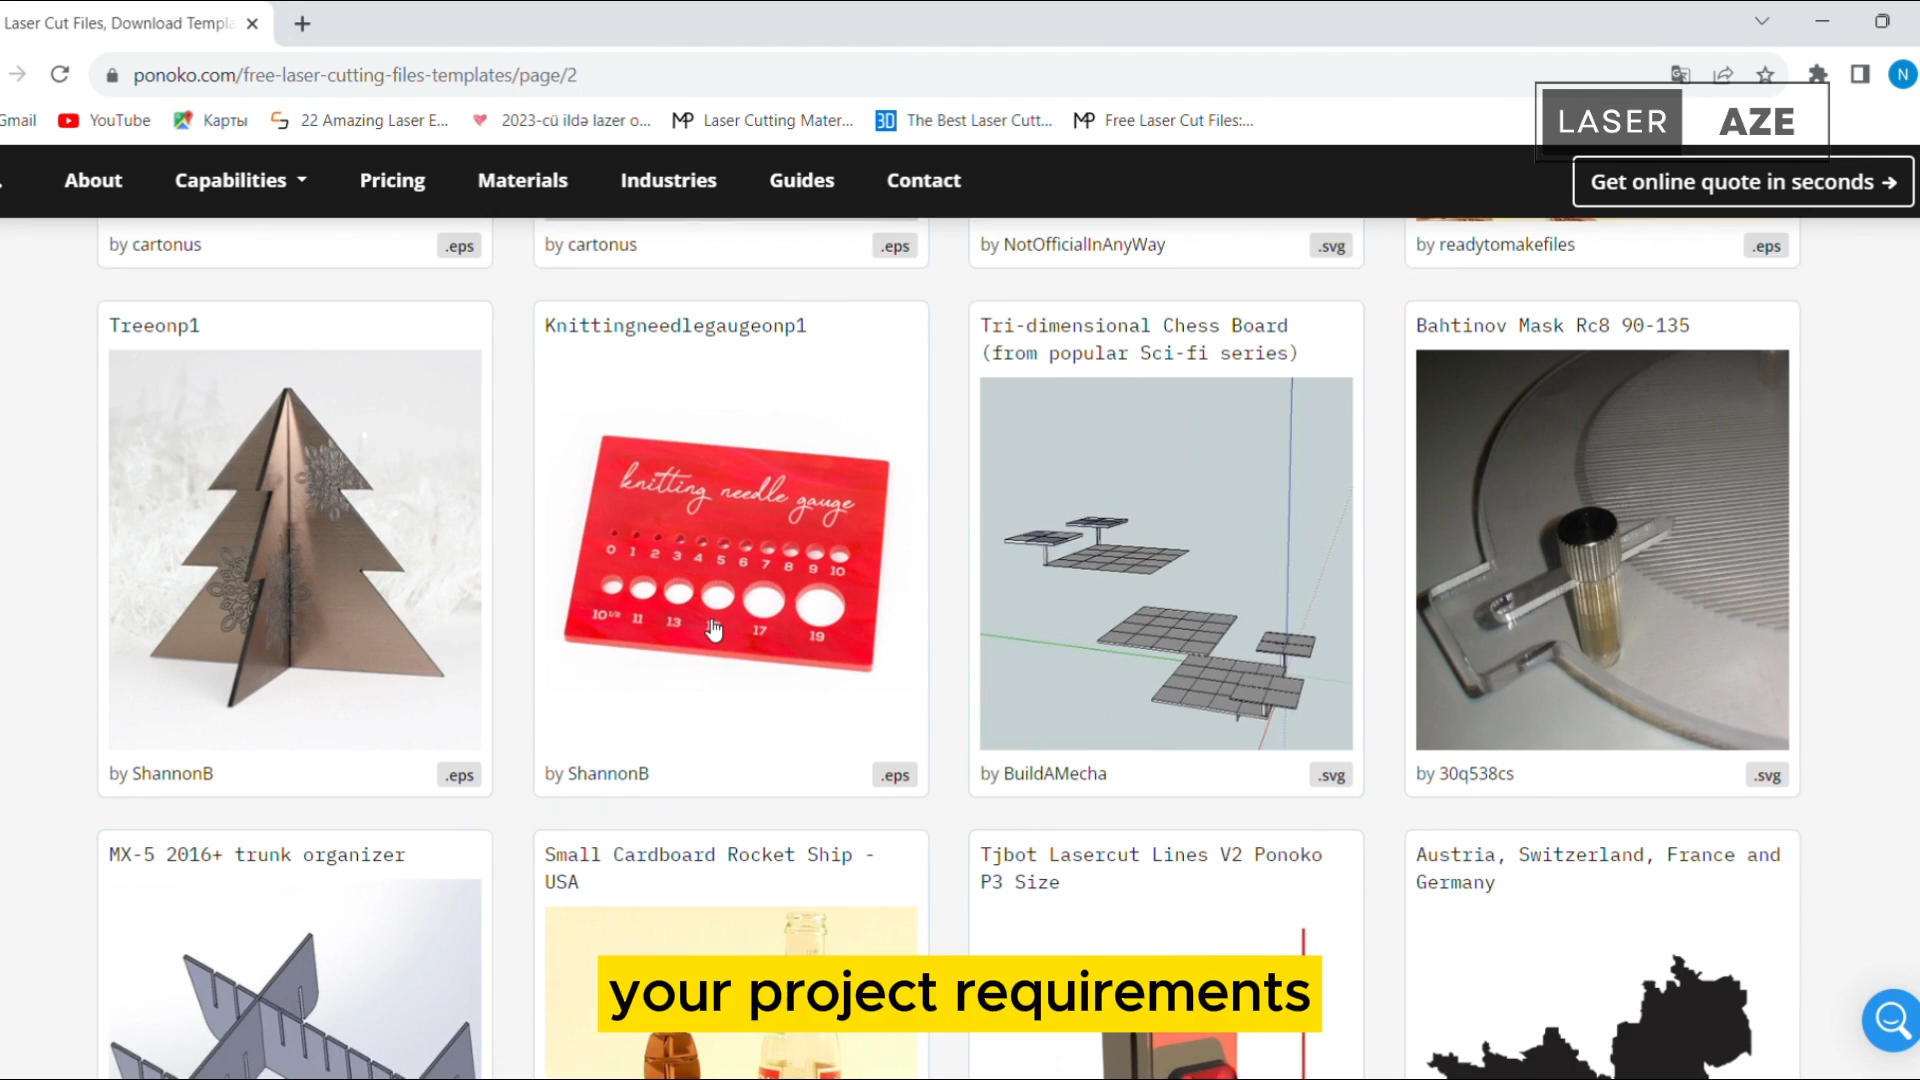 Laser Cut Files, Download Templa
ponoko.com/free-laser-cutting-files-templates/page/2
N
Gmail
YouTube
Карты
22 Amazing Laser E...
2023-cü ildə lazer o...
MP Laser Cutting Mater...
3D The Best Laser Cutt...
MP Free Laser Cut Files:...
LASER AZE
About
Capabilities
Pricing
Materials
Industries
Guides
Contact
Get online quote in seconds →
by cartonus .eps
by cartonus .eps
by NotOfficialInAnyWay .svg
by readytomakefiles .eps
Treeonp1
by ShannonB .eps
Knittingneedlegaugeonp1
knitting needle gauge
0 1 2 3 4 5 6 7 8 9 10
10 1/2 11 13 17 19
by ShannonB .eps
Tri-dimensional Chess Board
(from popular Sci-fi series)
by BuildAMecha .svg
Bahtinov Mask Rc8 90-135
by 30q538cs .svg
MX-5 2016+ trunk organizer
Small Cardboard Rocket Ship -
USA
Tjbot Lasercut Lines V2 Ponoko
P3 Size
Austria, Switzerland, France and
Germany
your project requirements